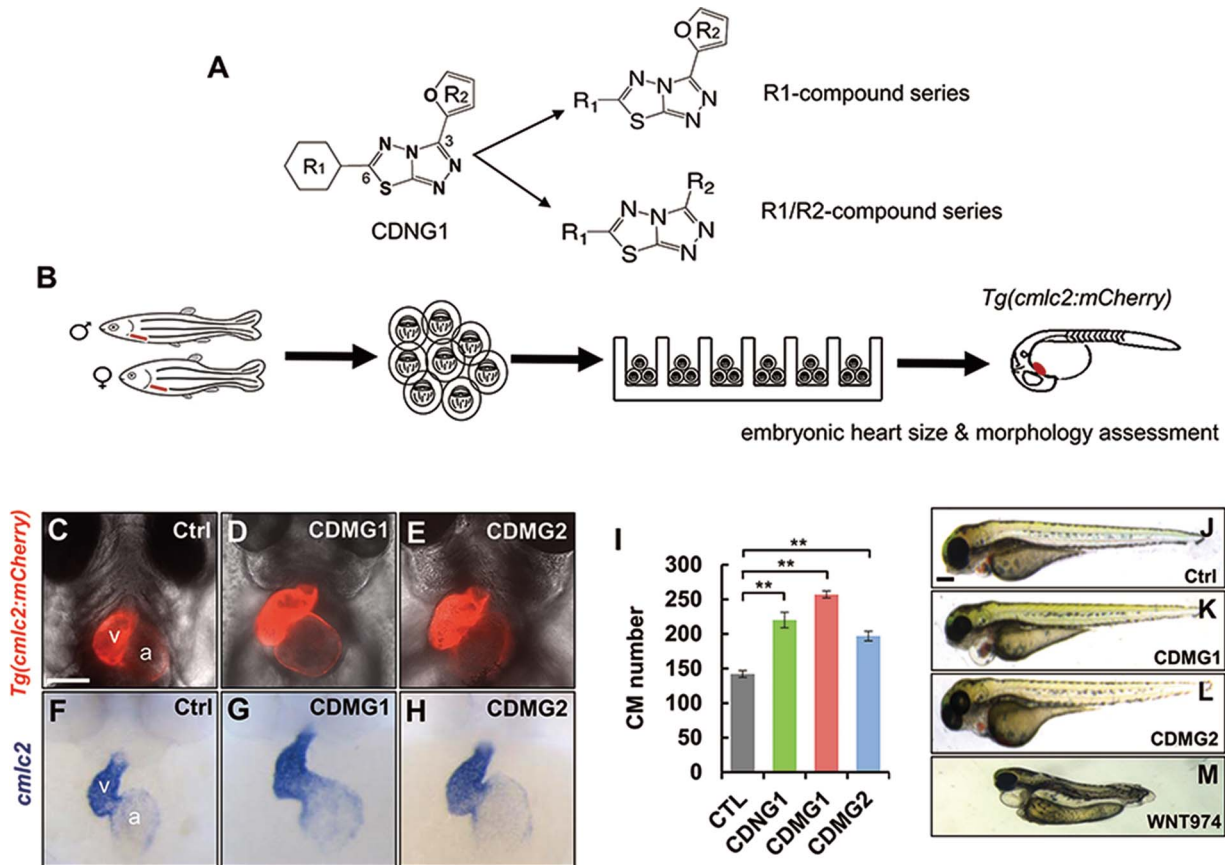 A
O R2
R1
N N N N S
3
6
CDNG1
O R2
R1 N N N N S
R1-compound series
R2
R1 N N N N S
R1/R2-compound series
B
♂
♀
Tg(cmlc2:mCherry)
embryonic heart size & morphology assessment
Tg(cmlc2:mCherry)
C Ctrl
v
a
D CDMG1
E CDMG2
cmlc2
F Ctrl
v
a
G CDMG1
H CDMG2
I
CM number
300
250
200
150
100
50
0
**
**
**
CTL
CDNG1
CDMG1
CDMG2
J
Ctrl
K
CDMG1
L
CDMG2
M
WNT974